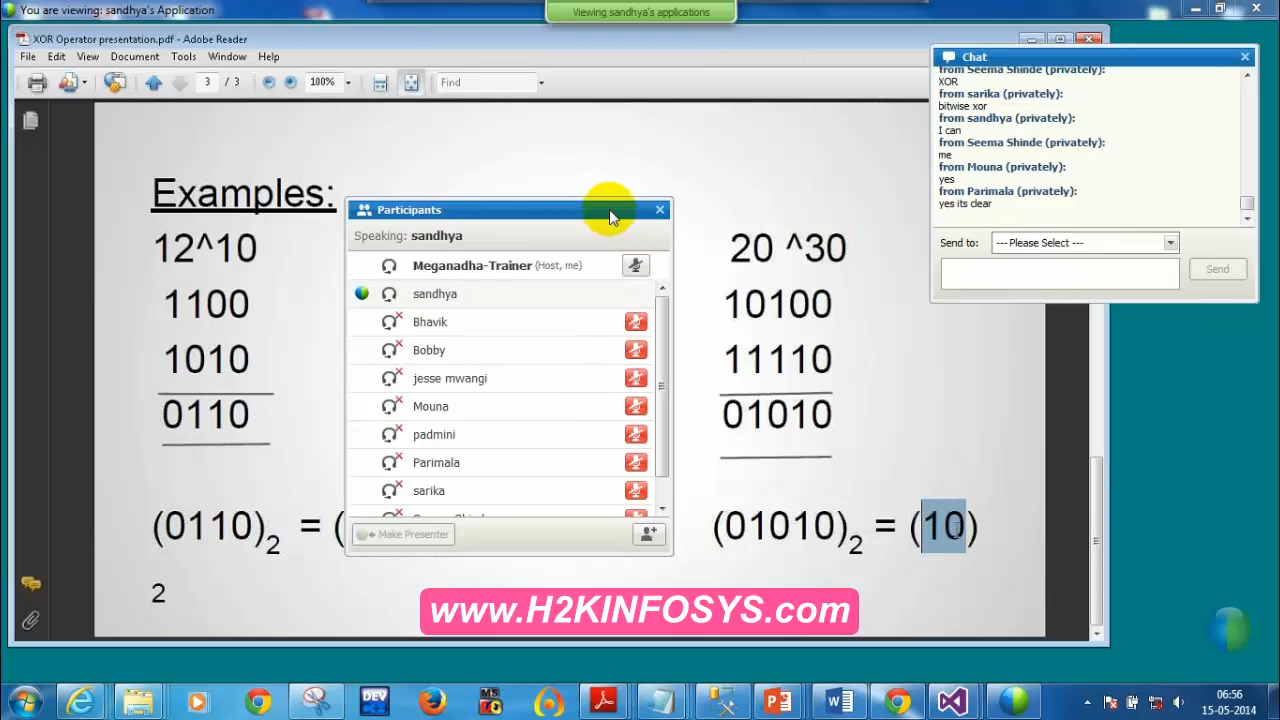 You are viewing: sandhya's Application
Viewing sandhya's applications
XOR Operator presentation.pdf - Adobe Reader
File Edit View Document Tools Window Help
3 / 3 100% Find
Examples:
12^10
1100
1010
0110
(0110)2 = (
2
20 ^30
10100
11110
01010
(01010)2 = (10)
Participants
Speaking: sandhya
Meganadha-Trainer (Host, me)
sandhya
Bhavik
Bobby
jesse mwangi
Mouna
padmini
Parimala
sarika
Make Presenter
Chat
from Seema Shinde (privately):
XOR
from sarika (privately):
bitwise xor
from sandhya (privately):
I can
from Seema Shinde (privately):
me
from Mouna (privately):
yes
from Parimala (privately):
yes its clear
Send to: --- Please Select ---
Send
www.H2KINFOSYS.com
DEV
MS
06:56
15-05-2014